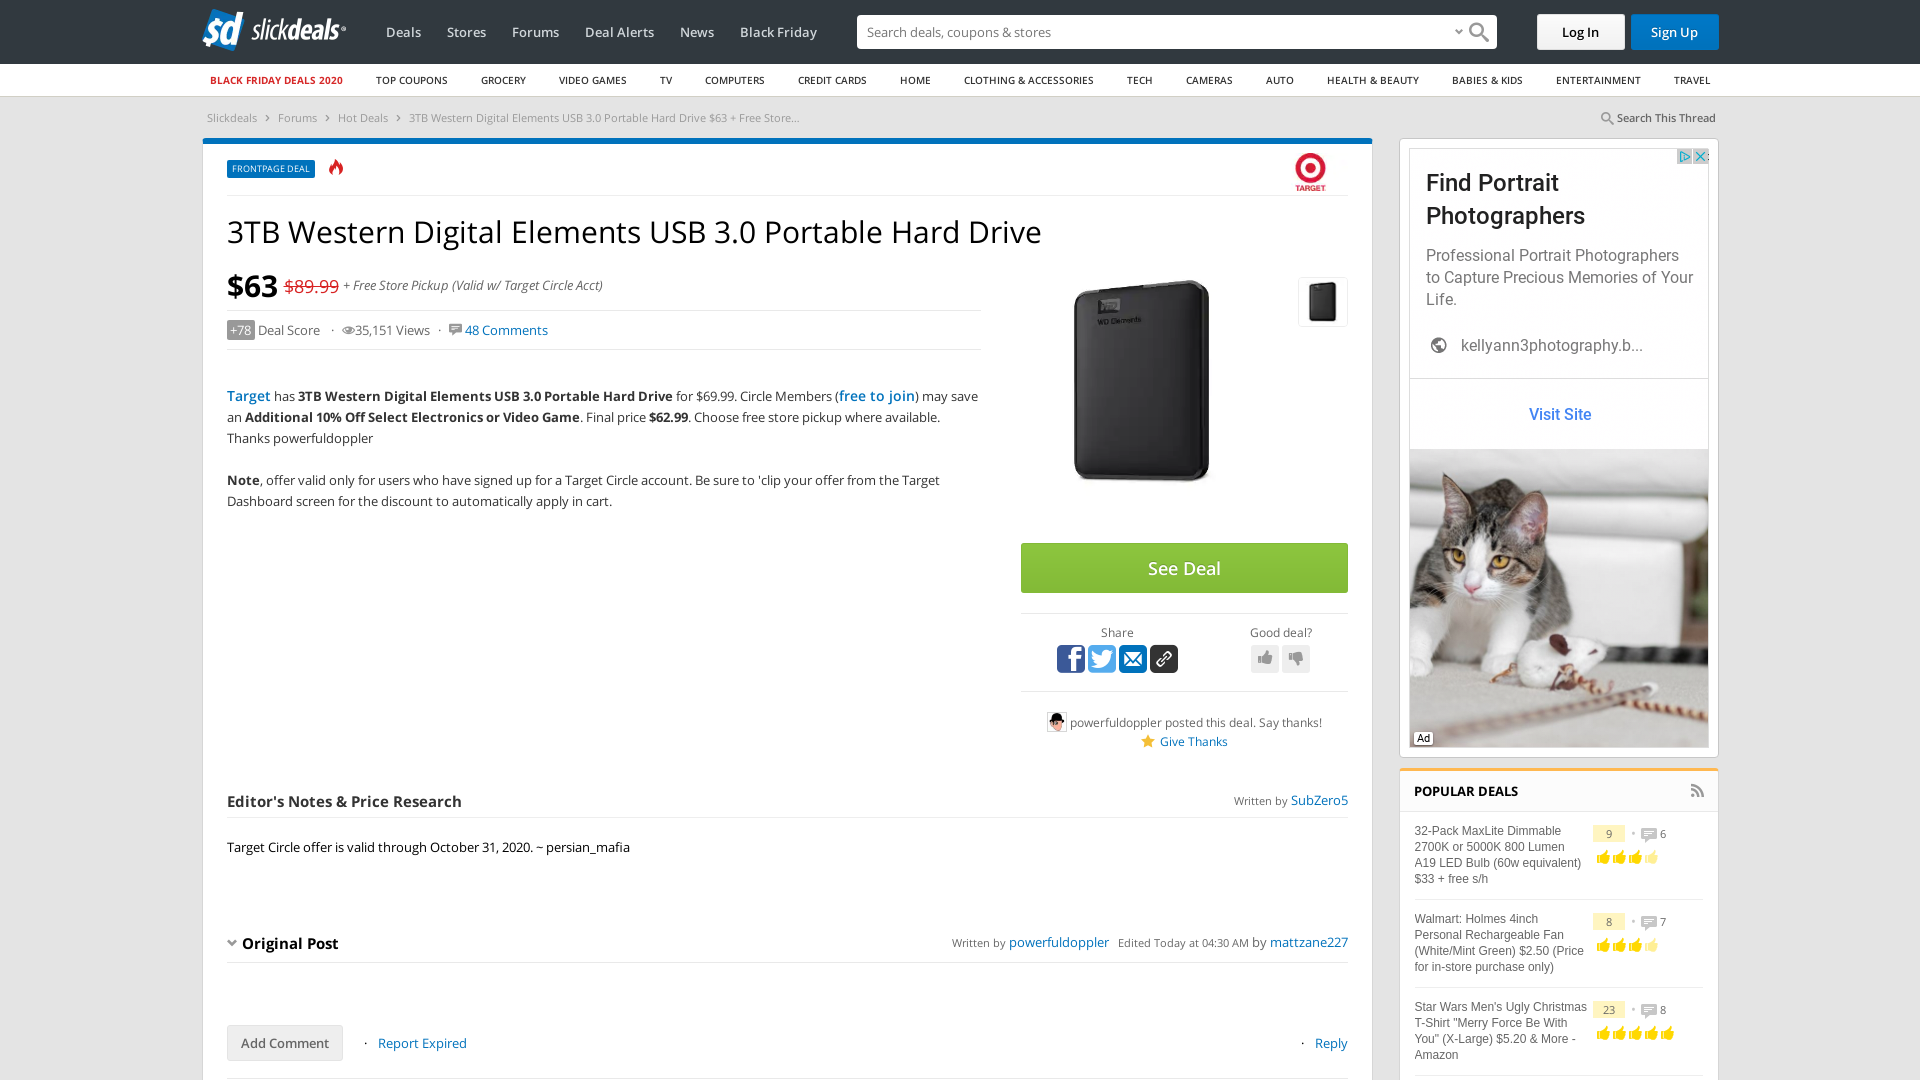 sd slickdeals
Deals
Stores
Forums
Deal Alerts
News
Black Friday
Search deals, coupons & stores
Log In
Sign Up
BLACK FRIDAY DEALS 2020
TOP COUPONS
GROCERY
VIDEO GAMES
TV
COMPUTERS
CREDIT CARDS
HOME
CLOTHING & ACCESSORIES
TECH
CAMERAS
AUTO
HEALTH & BEAUTY
BABIES & KIDS
ENTERTAINMENT
TRAVEL
Slickdeals › Forums › Hot Deals › 3TB Western Digital Elements USB 3.0 Portable Hard Drive $63 + Free Store...
Search This Thread
FRONTPAGE DEAL
TARGET
3TB Western Digital Elements USB 3.0 Portable Hard Drive
$63 $89.99 + Free Store Pickup (Valid w/ Target Circle Acct)
+78 Deal Score · 35,151 Views · 48 Comments
Target has 3TB Western Digital Elements USB 3.0 Portable Hard Drive for $69.99. Circle Members (free to join) may save
an Additional 10% Off Select Electronics or Video Game. Final price $62.99. Choose free store pickup where available.
Thanks powerfuldoppler
Note, offer valid only for users who have signed up for a Target Circle account. Be sure to 'clip your offer from the Target
Dashboard screen for the discount to automatically apply in cart.
WD Elements
See Deal
Share
Good deal?
powerfuldoppler posted this deal. Say thanks!
Give Thanks
Editor's Notes & Price Research
Written by SubZero5
Target Circle offer is valid through October 31, 2020. ~ persian_mafia
Original Post
Written by powerfuldoppler Edited Today at 04:30 AM by mattzane227
Add Comment
· Report Expired
· Reply
Find Portrait
Photographers
Professional Portrait Photographers
to Capture Precious Memories of Your
Life.
kellyann3photography.b...
Visit Site
Ad
POPULAR DEALS
32-Pack MaxLite Dimmable
2700K or 5000K 800 Lumen
A19 LED Bulb (60w equivalent)
$33 + free s/h
9 • 6
Walmart: Holmes 4inch
Personal Rechargeable Fan
(White/Mint Green) $2.50 (Price
for in-store purchase only)
8 • 7
Star Wars Men's Ugly Christmas
T-Shirt "Merry Force Be With
You" (X-Large) $5.20 & More -
Amazon
23 • 8